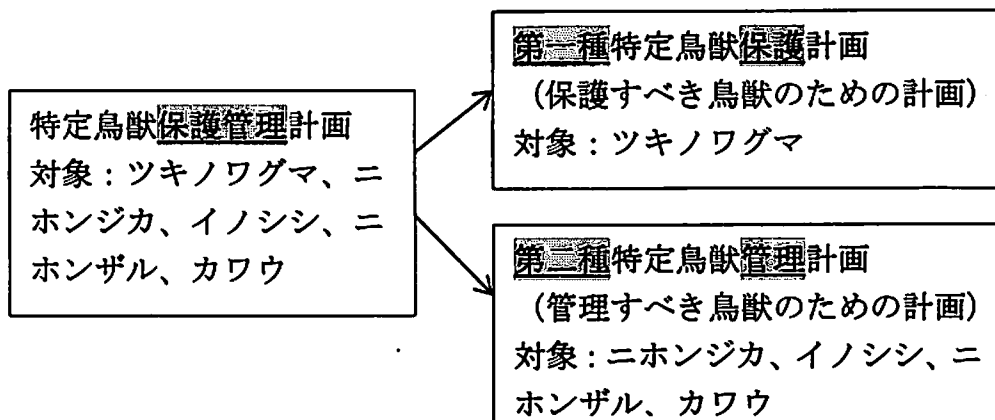 特定鳥獣保護管理計画
対象：ツキノワグマ、ニ
ホンジカ、イノシシ、ニ
ホンザル、カワウ
第一種特定鳥獣保護計画
（保護すべき鳥獣のための計画）
対象：ツキノワグマ
第二種特定鳥獣管理計画
（管理すべき鳥獣のための計画）
対象：ニホンジカ、イノシシ、ニ
ホンザル、カワウ